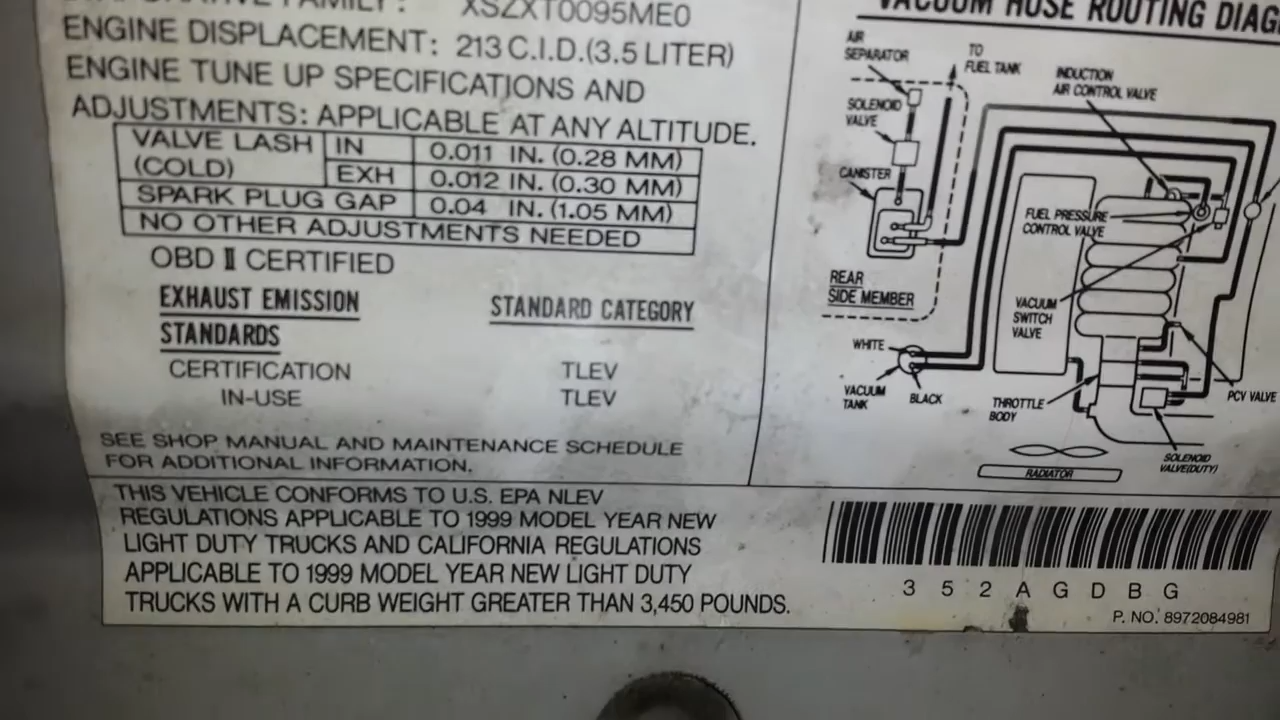 XSZXT0095ME0
ENGINE DISPLACEMENT: 213 C.I.D.(3.5 LITER)
ENGINE TUNE UP SPECIFICATIONS AND
ADJUSTMENTS: APPLICABLE AT ANY ALTITUDE.
VALVE LASH (COLD) IN 0.011 IN. (0.28 MM)
EXH 0.012 IN. (0.30 MM)
SPARK PLUG GAP 0.04 IN. (1.05 MM)
NO OTHER ADJUSTMENTS NEEDED
OBD II CERTIFIED
EXHAUST EMISSION STANDARDS STANDARD CATEGORY
CERTIFICATION TLEV
IN-USE TLEV
SEE SHOP MANUAL AND MAINTENANCE SCHEDULE
FOR ADDITIONAL INFORMATION.
VACUUM HOSE ROUTING DIAG
AIR
SEPARATOR
TO
FUEL TANK
INDUCTION
AIR CONTROL VALVE
SOLENOID
VALVE
CANISTER
FUEL PRESSURE
CONTROL VALVE
REAR
SIDE MEMBER
VACUUM
SWITCH
VALVE
WHITE
VACUUM
TANK
BLACK
THROTTLE
BODY
PCV VALVE
SOLENOID
VALVE(DUTY)
RADIATOR
THIS VEHICLE CONFORMS TO U.S. EPA NLEV
REGULATIONS APPLICABLE TO 1999 MODEL YEAR NEW
LIGHT DUTY TRUCKS AND CALIFORNIA REGULATIONS
APPLICABLE TO 1999 MODEL YEAR NEW LIGHT DUTY
TRUCKS WITH A CURB WEIGHT GREATER THAN 3,450 POUNDS.
352AGDBG
P. NO. 8972084981